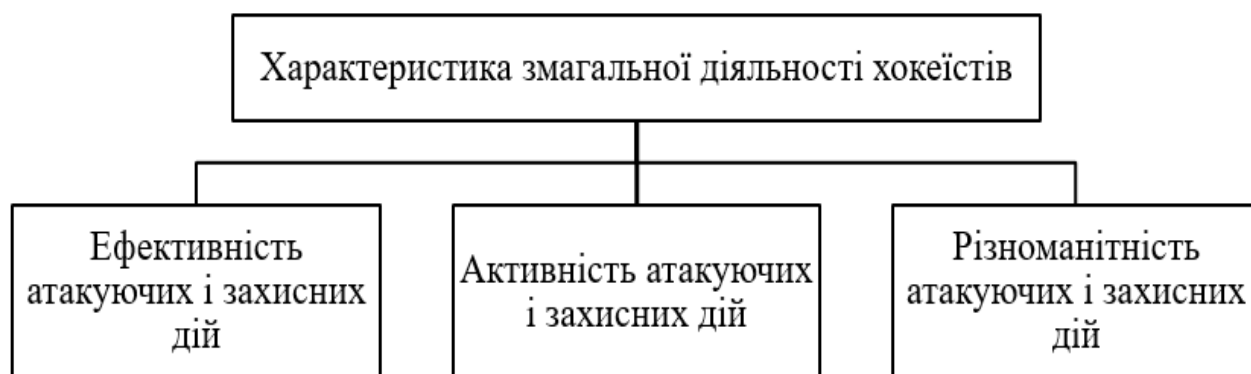 Характеристика змагальної діяльності хокеїстів
Ефективність
атакуючих і захисних
дій
Активність атакуючих
і захисних дій
Різноманітність
атакуючих і захисних
дій